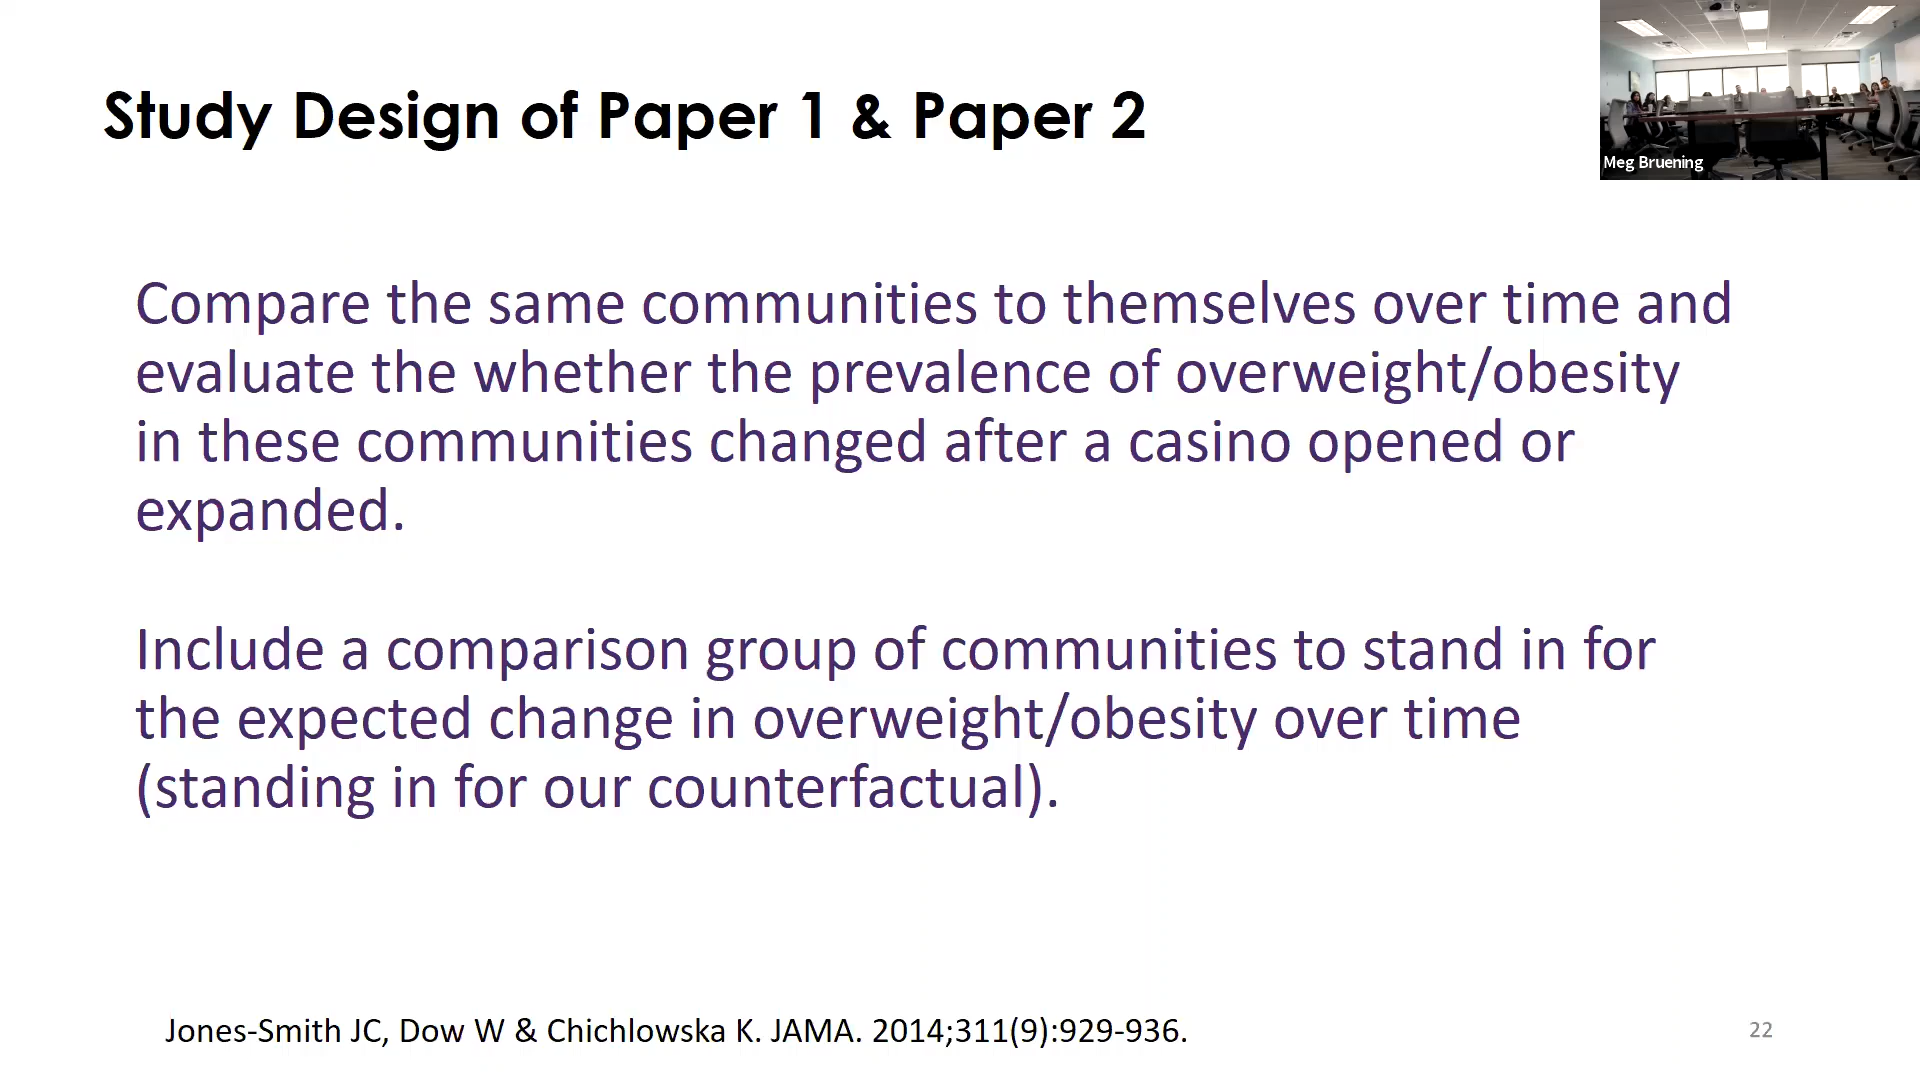 Study Design of Paper 1 & Paper 2
Meg Bruening
Compare the same communities to themselves over time and
evaluate the whether the prevalence of overweight/obesity
in these communities changed after a casino opened or
expanded.
Include a comparison group of communities to stand in for
the expected change in overweight/obesity over time
(standing in for our counterfactual).
Jones-Smith JC, Dow W & Chichlowska K. JAMA. 2014;311(9):929-936.
22